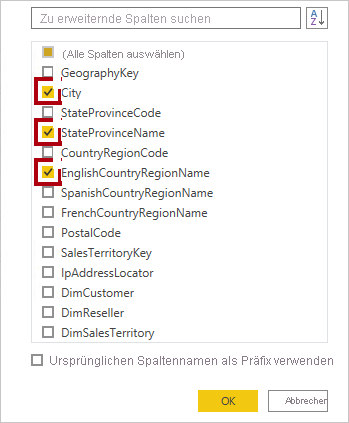 Zu erweiternde Spalten suchen
A
Z
(Alle Spalten auswählen)
GeographyKey
City
StateProvinceCode
StateProvinceName
CountryRegionCode
EnglishCountryRegionName
SpanishCountryRegionName
FrenchCountryRegionName
PostalCode
SalesTerritoryKey
IpAddressLocator
DimCustomer
DimReseller
DimSalesTerritory
Ursprünglichen Spaltennamen als Präfix verwenden
OK
Abbrecher